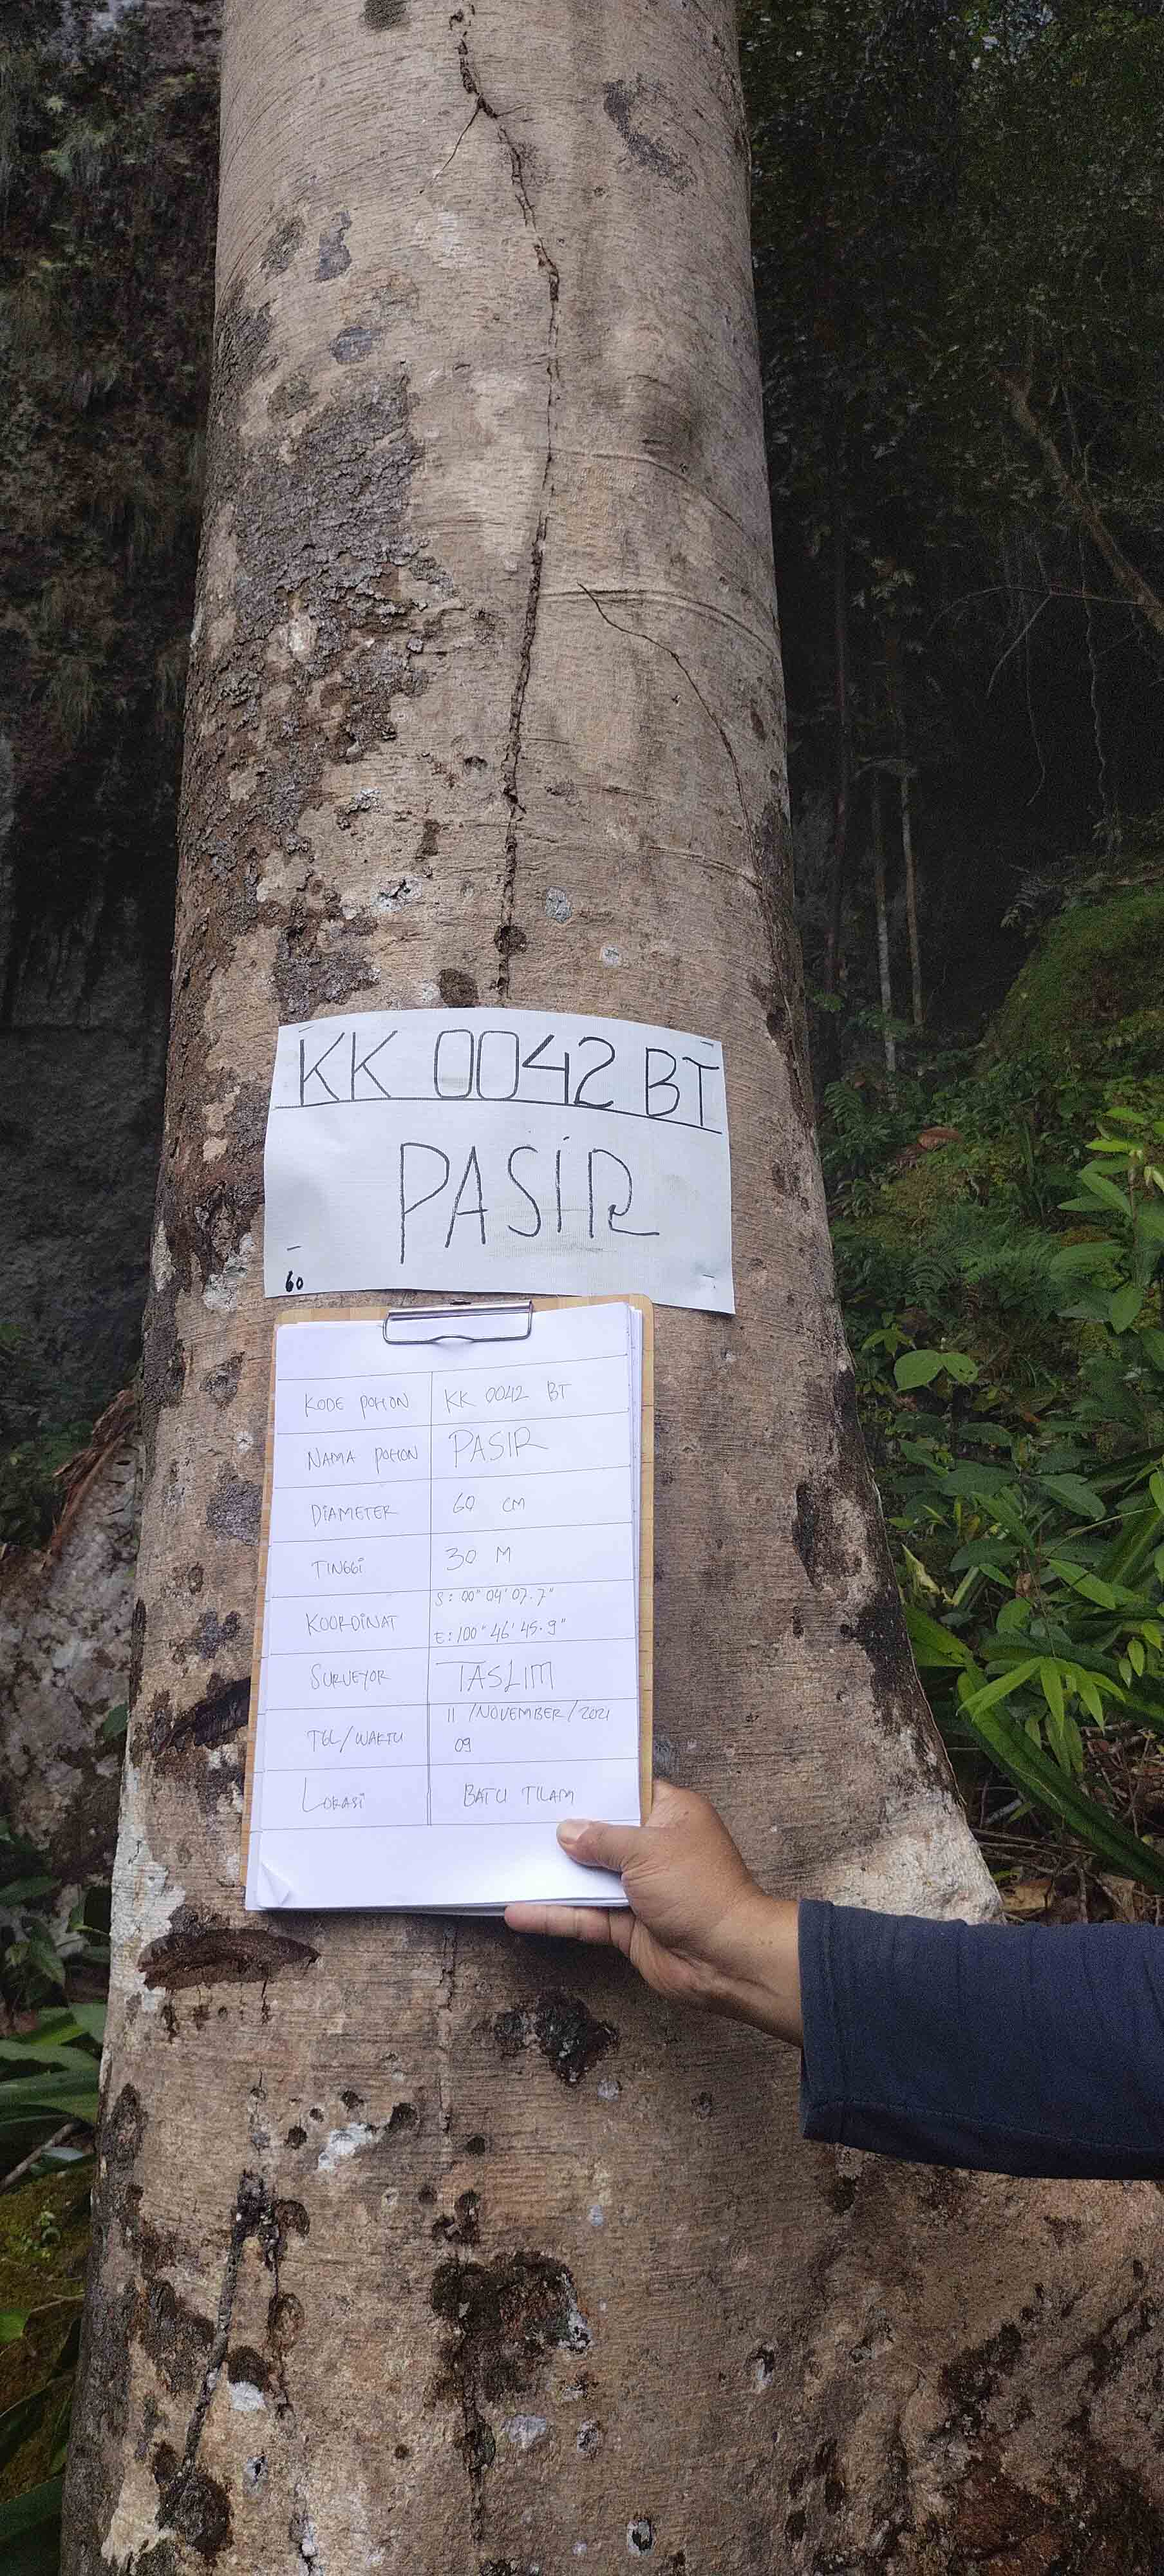 KK 0042 BT
PASIR
60
KODE POHON KK 0042 BT
NAMA POHON PASIR
DIAMETER 60 CM
TINGGI 30 M
KOORDINAT S: 00° 04' 07.7"
E: 100° 46' 45.9"
SURVEYOR TASLIM
TGL/WAKTU 11 /NOVEMBER/2021
09
LOKASI BATU TILAM